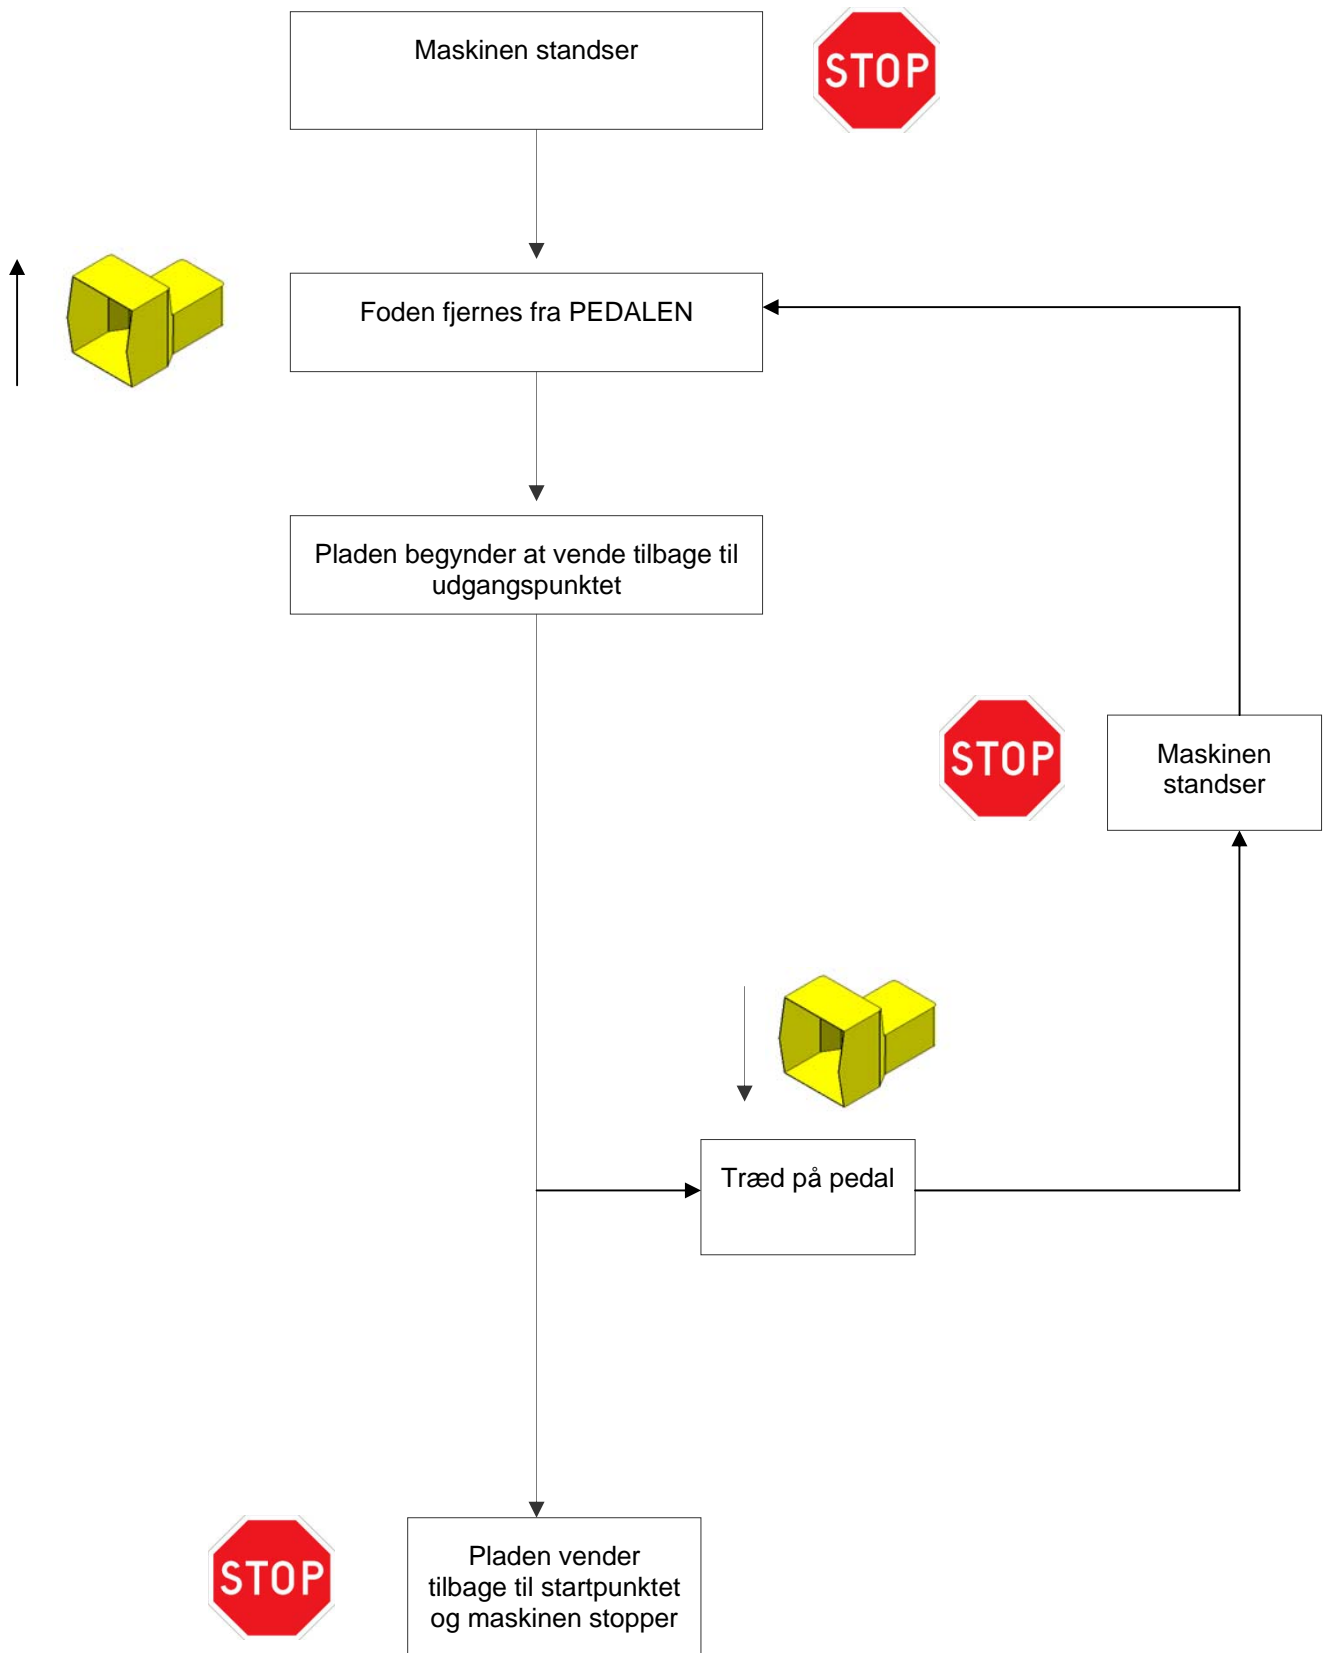 Maskinen standser
STOP
Foden fjernes fra PEDALEN
Pladen begynder at vende tilbage til
udgangspunktet
STOP
Maskinen
standser
Træd på pedal
STOP
Pladen vender
tilbage til startpunktet
og maskinen stopper